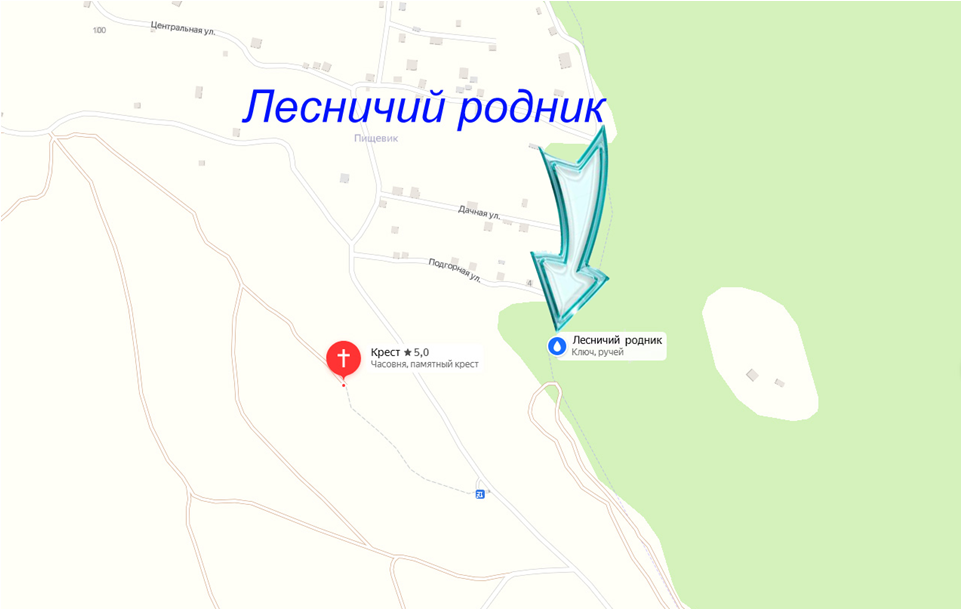 Центральная ул.
100
Лесничий родник
Пищевик
Дачная ул.
Подгорная ул.
4
Лесничий родник
Ключ, ручей
Крест ★ 5,0
Часовня, памятный крест